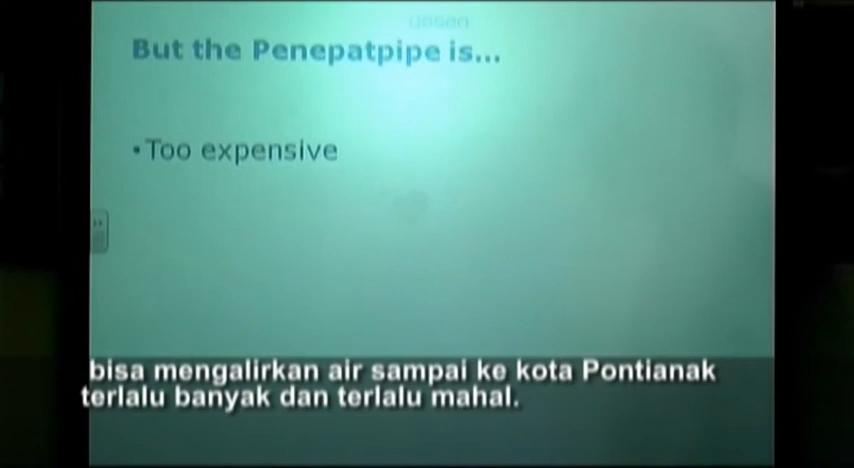 But the Penepatpipe is...
•Too expensive
bisa mengalirkan air sampai ke kota Pontianak
terlalu banyak dan terlalu mahal.